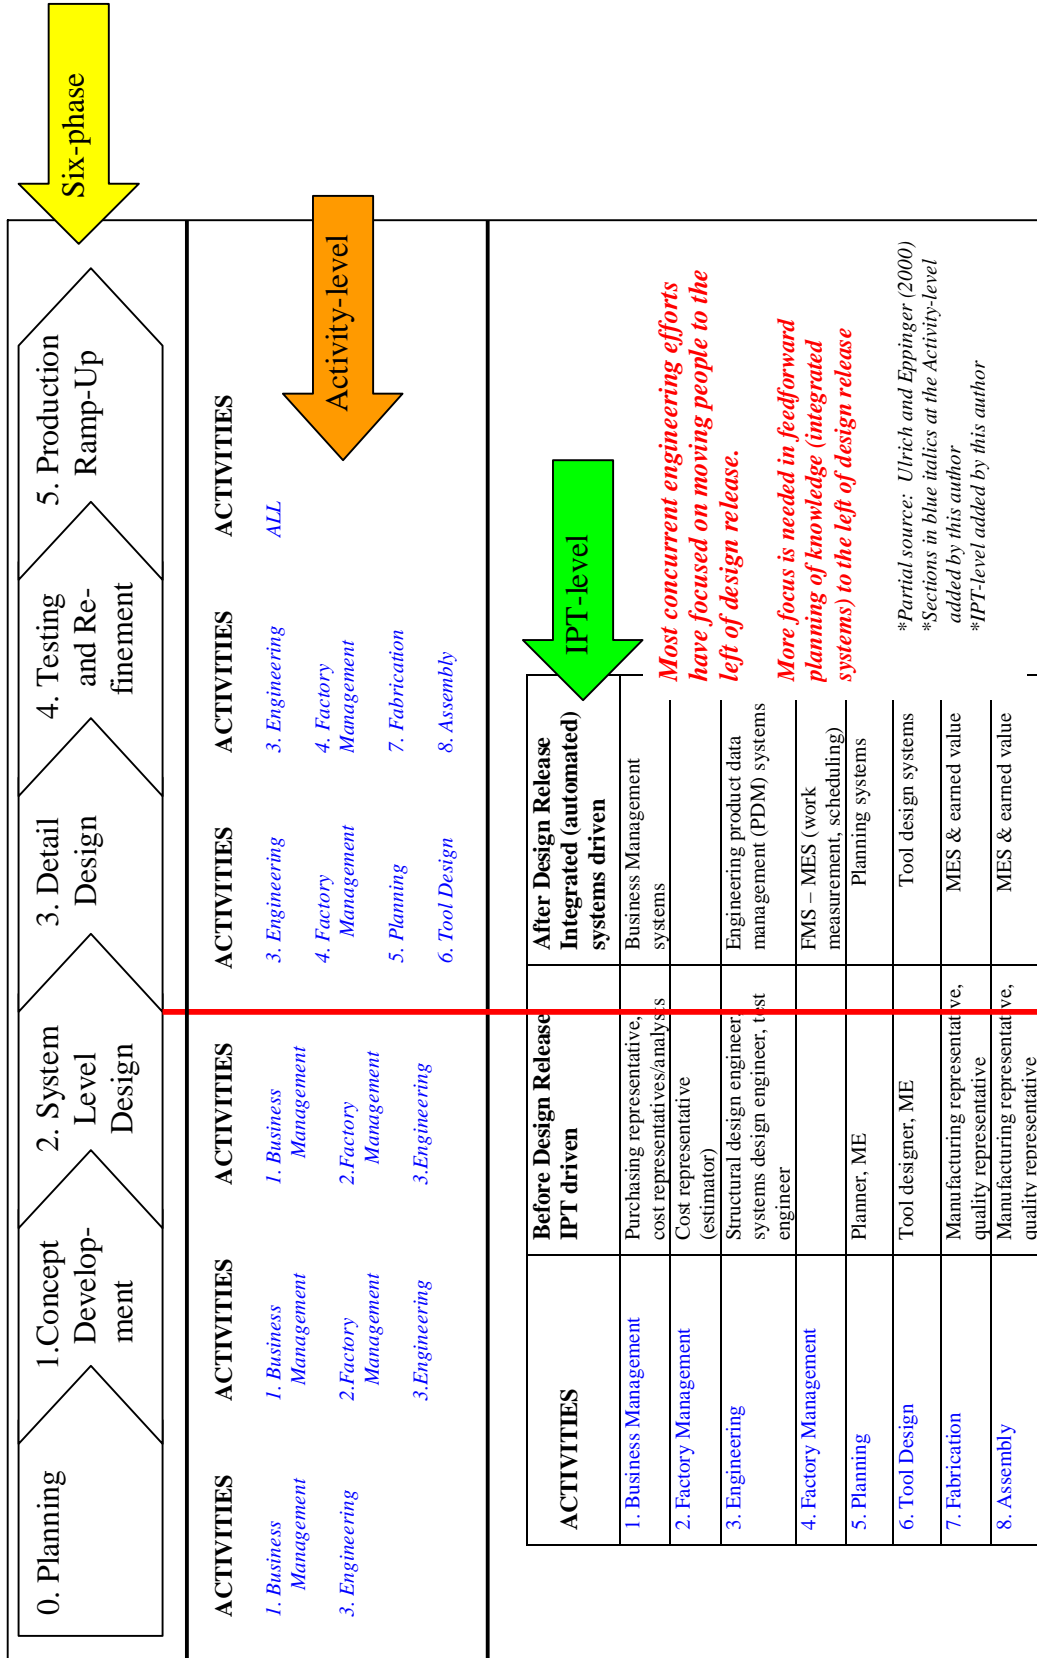 Six-phase
0. Planning
1.Concept
Develop-
ment
2. System
Level
Design
3. Detail
Design
4. Testing
and Re-
finement
5. Production
Ramp-Up
Activity-level
ACTIVITIES
1. Business
Management
3. Engineering
ACTIVITIES
1. Business
Management
2.Factory
Management
3.Engineering
ACTIVITIES
1. Business
Management
2.Factory
Management
3.Engineering
ACTIVITIES
3. Engineering
4. Factory
Management
5. Planning
6. Tool Design
ACTIVITIES
3. Engineering
4. Factory
Management
7. Fabrication
8. Assembly
ACTIVITIES
ALL
IPT-level
ACTIVITIES
Before Design Release
IPT driven
After Design Release
Integrated (automated)
systems driven
1. Business Management
Purchasing representative,
cost representatives/analysts
Business Management
systems
2. Factory Management
Cost representative
(estimator)
3. Engineering
Structural design engineer,
systems design engineer, test
engineer
Engineering product data
management (PDM) systems
4. Factory Management
FMS – MES (work
measurement, scheduling)
5. Planning
Planner, ME
Planning systems
6. Tool Design
Tool designer, ME
Tool design systems
7. Fabrication
Manufacturing representative,
quality representative
MES & earned value
8. Assembly
Manufacturing representative,
quality representative
MES & earned value
Most concurrent engineering efforts
have focused on moving people to the
left of design release.
More focus is needed in feedforward
planning of knowledge (integrated
systems) to the left of design release
*Partial source: Ulrich and Eppinger (2000)
*Sections in blue italics at the Activity-level
added by this author
*IPT-level added by this author